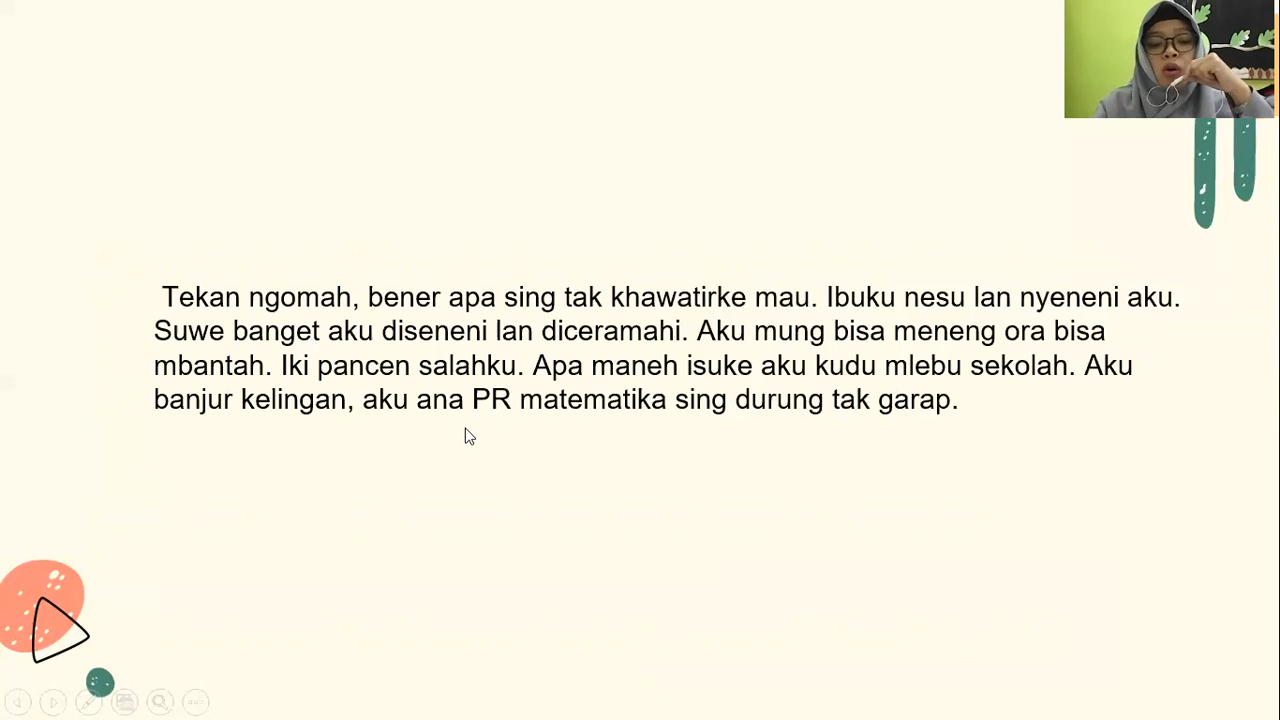 Tekan ngomah, bener apa sing tak khawatirke mau. Ibuku nesu lan nyeneni aku.
Suwe banget aku diseneni lan diceramahi. Aku mung bisa meneng ora bisa
mbantah. Iki pancen salahku. Apa maneh isuke aku kudu mlebu sekolah. Aku
banjur kelingan, aku ana PR matematika sing durung tak garap.